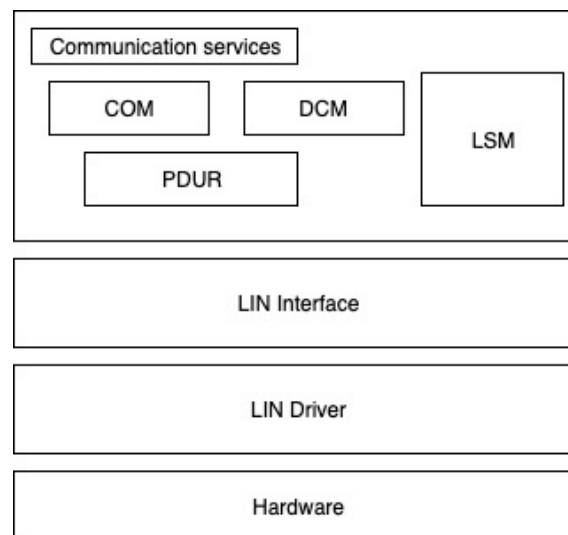 Communication services
COM
DCM
LSM
PDUR
LIN Interface
LIN Driver
Hardware